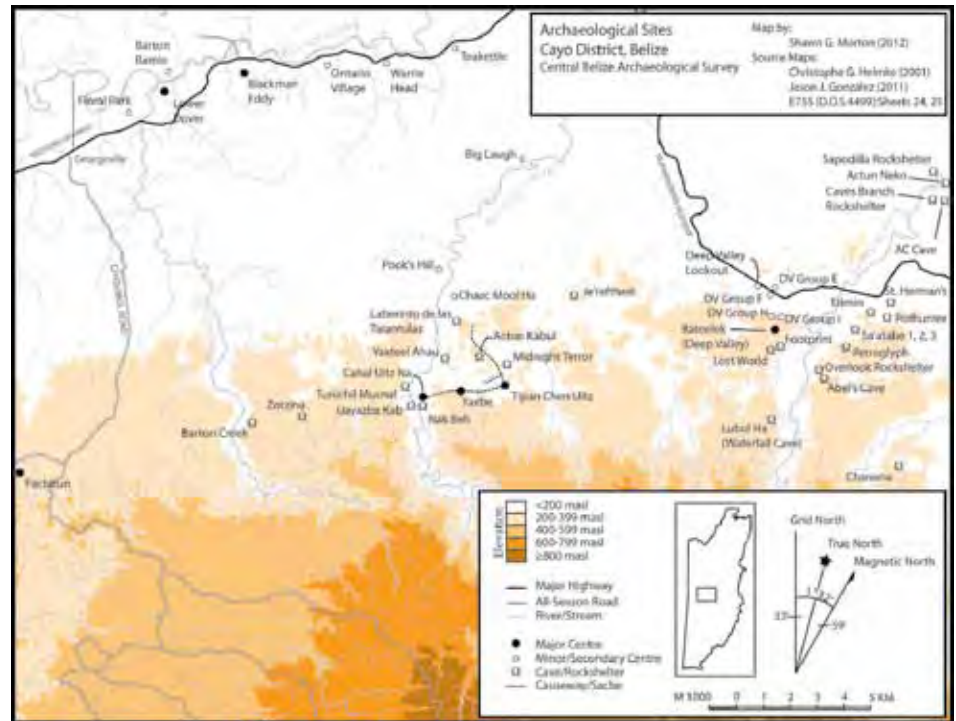 Archaeological Sites
Cayo District, Belize
Central Belize Archaeological Survey
Map by:
Shawn G. Morton (2012)
Source Maps:
Christophe G. Helmke (2001)
Jason J. González (2011)
E755 (D.O.S. 4499) Sheets 24, 25
Barton
Ramie
Blackman
Eddy
Ontario
Village
Warrie
Head
Teakettle
Floral Park
Lower
Dover
Georgeville
Big Laugh
Sapodilla Rockshelter
Actun Neko
Caves Branch
Rockshelter
AC Cave
Pook's Hill
Deep Valley
Lookout
DV Group E
St. Herman's
DV Group F
DV Group H
DV Group I
Chaac Mool Ha
Laberinto de las
Tarantulas
Actun Kabul
Yaxteel Ahau
Midnight Terror
Baateelek
(Deep Valley)
Footprint
Lost World
Petroglyph
Overlook Rockshelter
Abel's Cave
Cahal Uitz Na
Tunichil Muknal
Uayazba Kab
Nak Beh
Yaxbe
Tipan Chen Uitz
Zotzina
Barton Creek
Lubul Ha
(Waterfall Cave)
Pacbitun
Elevation
<200 masl
200-399 masl
400-599 masl
600-799 masl
≥800 masl
Major Highway
All-Season Road
River/Stream
Major Centre
Minor/Secondary Centre
Cave/Rockshelter
Causeway/Sacbe
Grid North
True North
Magnetic North
M 1000 0 1 2 3 4 5 KM